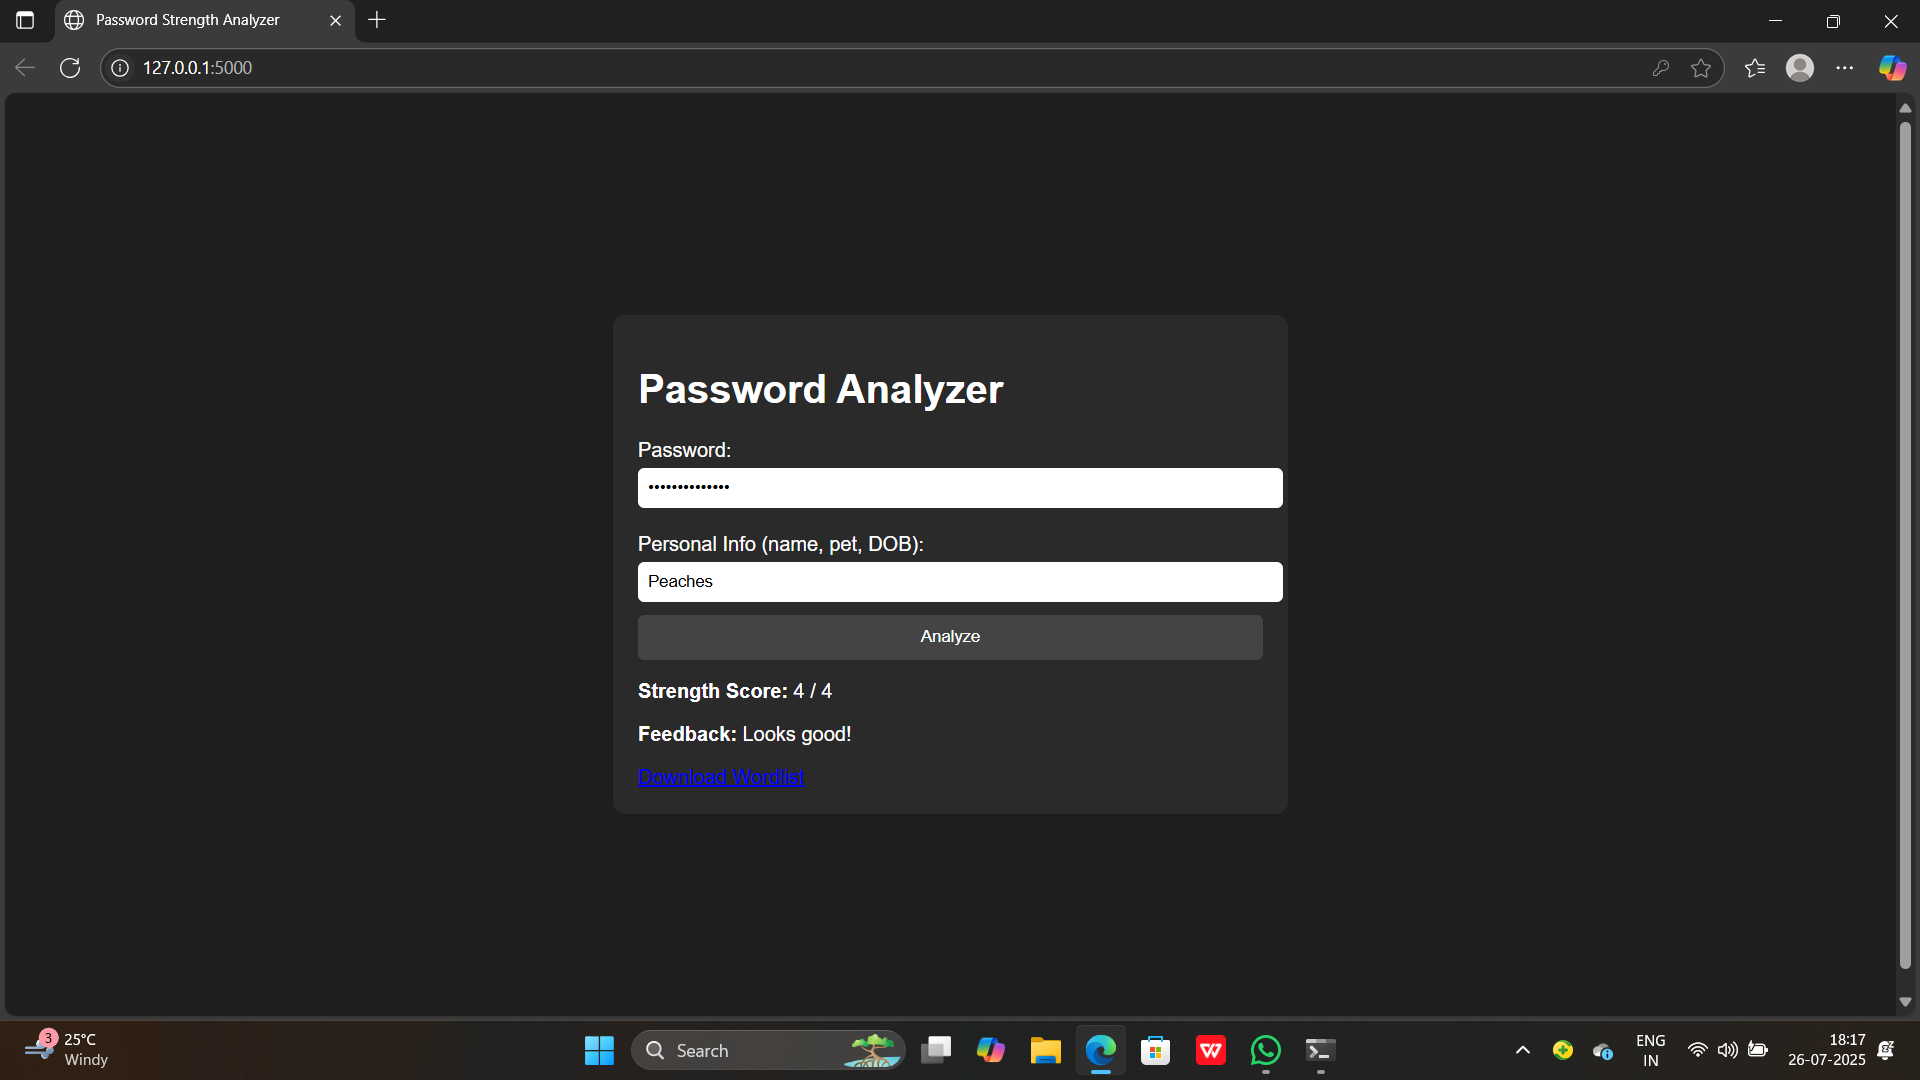 Password Strength Analyzer
127.0.0.1:5000
Password Analyzer
Password:
••••••••••••••
Personal Info (name, pet, DOB):
Peaches
Analyze
Strength Score: 4 / 4
Feedback: Looks good!
Download Wordlist
3
25°C
Windy
Search
W
ENG
IN
18:17
26-07-2025